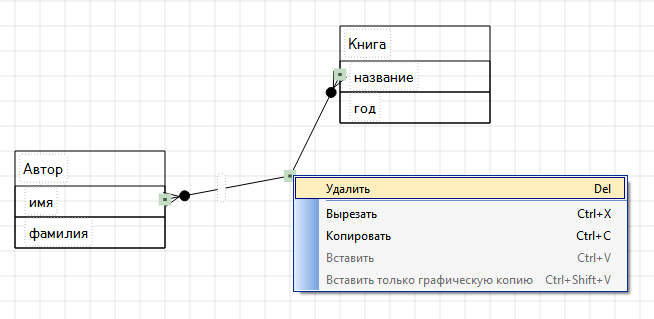 Книга
название
год
Автор
имя
фамилия
Удалить Del
Вырезать Ctrl+X
Копировать Ctrl+C
Вставить Ctrl+V
Вставить только графическую копию Ctrl+Shift+V